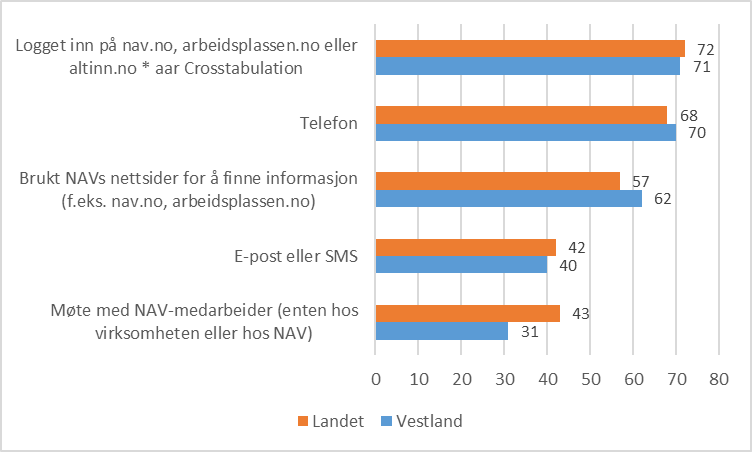 Logget inn på nav.no, arbeidsplassen.no eller
altinn.no * aar Crosstabulation
72
71
Telefon
68
70
Brukt NAVs nettsider for å finne informasjon
(f.eks. nav.no, arbeidsplassen.no)
57
62
E-post eller SMS
42
40
Møte med NAV-medarbeider (enten hos
virksomheten eller hos NAV)
43
31
0 10 20 30 40 50 60 70 80
Landet Vestland